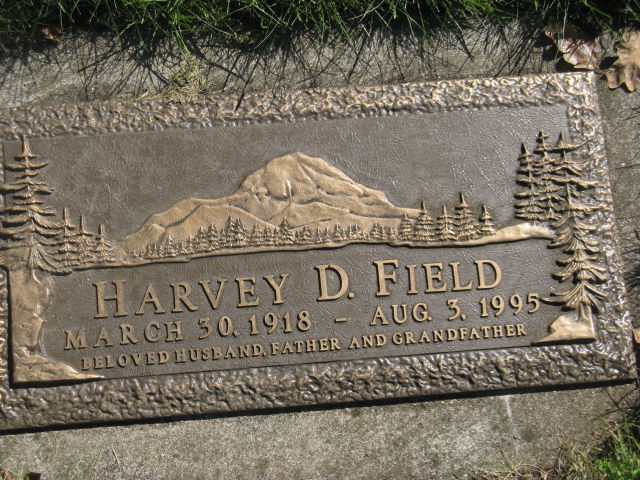 HARVEY D. FIELD
MARCH 30, 1918 - AUG. 3, 1995
BELOVED HUSBAND, FATHER AND GRANDFATHER